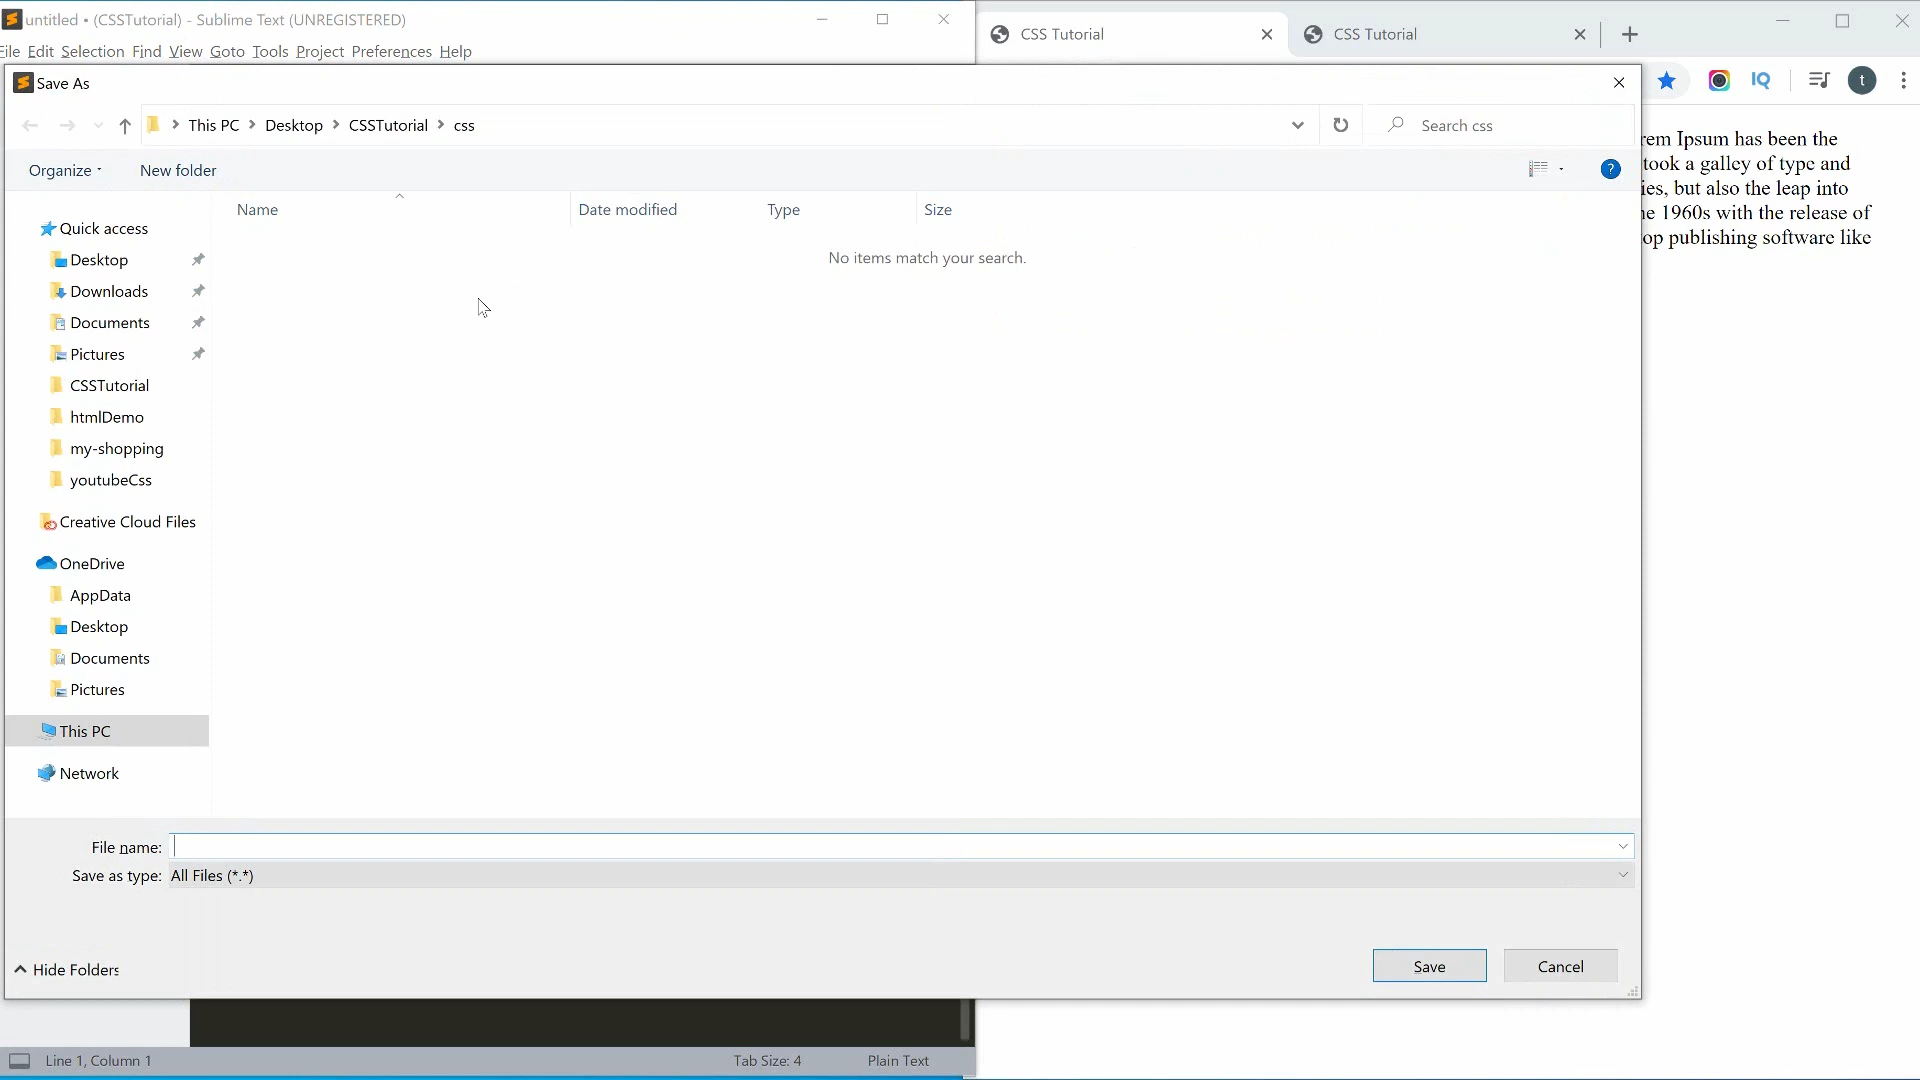 untitled • (CSSTutorial) - Sublime Text (UNREGISTERED)
File Edit Selection Find View Goto Tools Project Preferences Help
CSS Tutorial
CSS Tutorial
Save As
This PC > Desktop > CSSTutorial > css
Search css
IQ
t
Organize
New folder
?
Name
Date modified
Type
Size
No items match your search.
Quick access
Desktop
Downloads
Documents
Pictures
CSSTutorial
htmlDemo
my-shopping
youtubeCss
Creative Cloud Files
OneDrive
AppData
Desktop
Documents
Pictures
This PC
Network
File name:
Save as type: All Files (*.*)
Hide Folders
Save
Cancel
rem Ipsum has been the
took a galley of type and
ies, but also the leap into
he 1960s with the release of
op publishing software like
Line 1, Column 1
Tab Size: 4
Plain Text